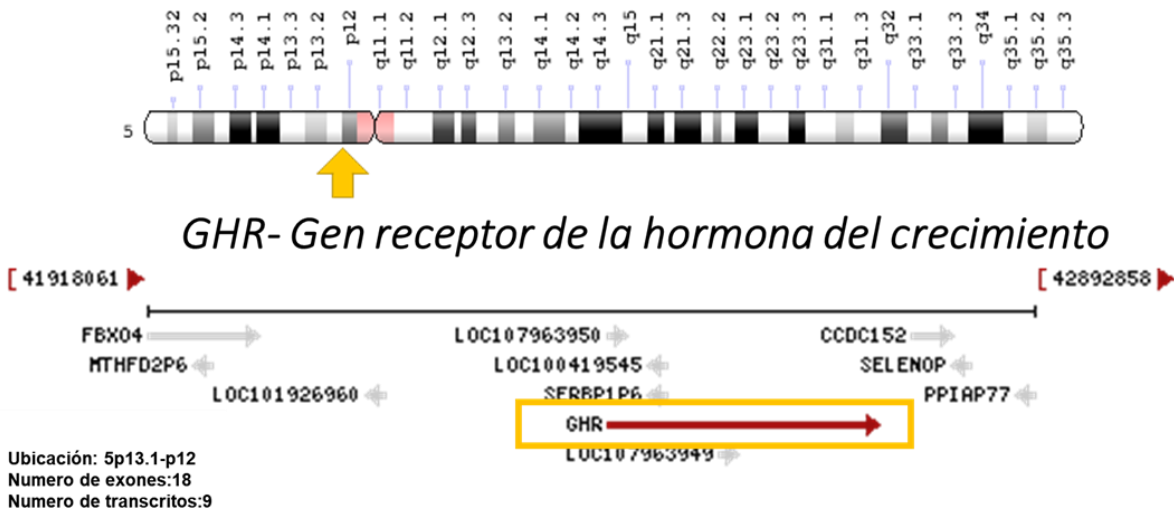 p15.32 p15.2 p14.3 p14.1 p13.3 p13.2 p12 q11.1 q11.2 q12.1 q12.3 q13.2 q14.1 q14.3 q15 q21.1 q21.3 q22.2 q23.1 q23.2 q23.3 q31.1 q31.3 q32 q33.1 q33.3 q34 q35.1 q35.2 q35.3
5
GHR- Gen receptor de la hormona del crecimiento
[ 41918061 [ 42892858
FBXO4 LOC107963950 CCDC152
MTHFD2P6 LOC100419545 SELENOP
LOC101926960 SERBP1P6 PPIAP77
GHR
LOC107963949
Ubicación: 5p13.1-p12
Numero de exones:18
Numero de transcritos:9